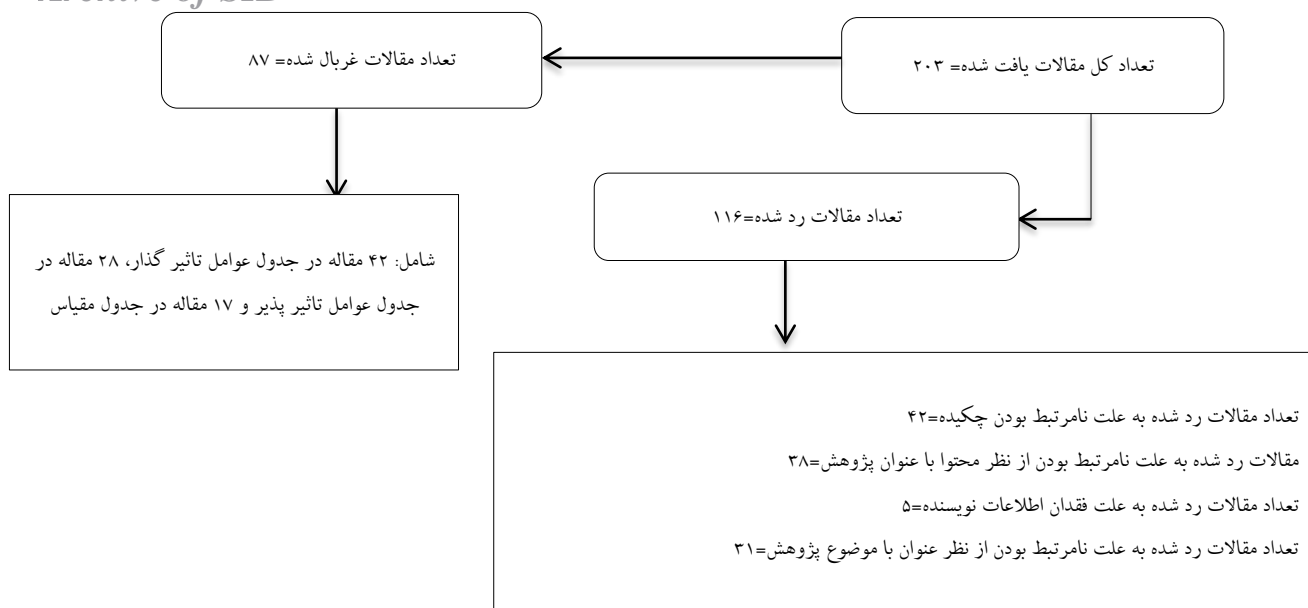 Archive of SID
تعداد کل مقالات یافت شده= ۲۰۳
تعداد مقالات غربال شده= ۸۷
تعداد مقالات رد شده=۱۱۶
شامل: ۴۲ مقاله در جدول عوامل تاثیر گذار، ۲۸ مقاله در
جدول عوامل تاثیر پذیر و ۱۷ مقاله در جدول مقیاس
تعداد مقالات رد شده به علت نامرتبط بودن چکیده=۴۲
مقالات رد شده به علت نامرتبط بودن از نظر محتوا با عنوان پژوهش=۳۸
تعداد مقالات رد شده به علت فقدان اطلاعات نویسنده=۵
تعداد مقالات رد شده به علت نامرتبط بودن از نظر عنوان با موضوع پژوهش=۳۱